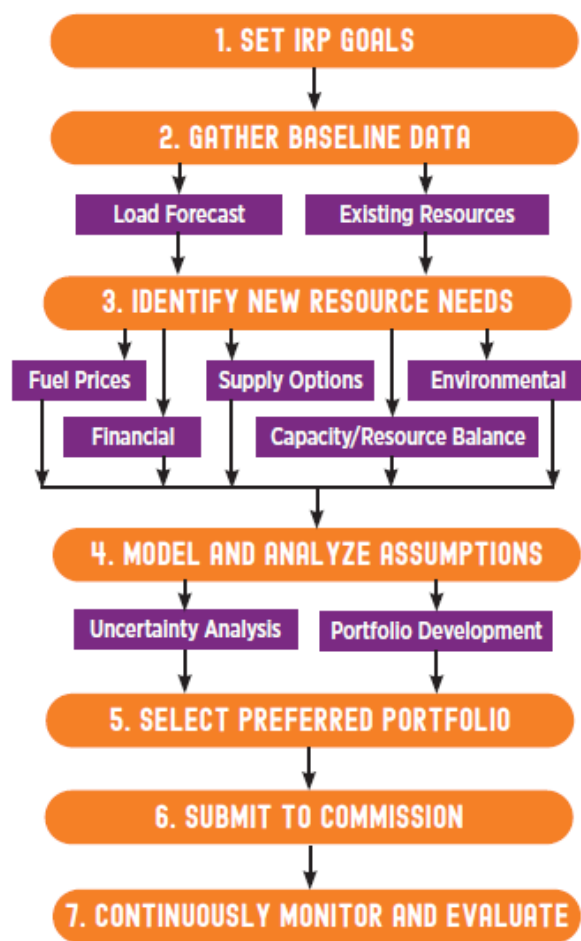 1. SET IRP GOALS
2. GATHER BASELINE DATA
Load Forecast
Existing Resources
3. IDENTIFY NEW RESOURCE NEEDS
Fuel Prices
Supply Options
Environmental
Financial
Capacity/Resource Balance
4. MODEL AND ANALYZE ASSUMPTIONS
Uncertainty Analysis
Portfolio Development
5. SELECT PREFERRED PORTFOLIO
6. SUBMIT TO COMMISSION
7. CONTINUOUSLY MONITOR AND EVALUATE